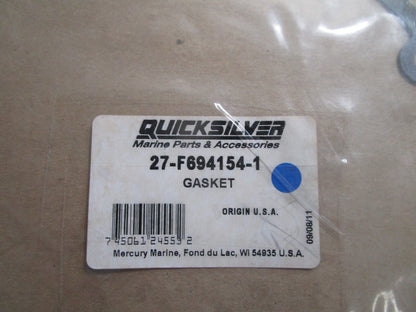 QUICKSILVER
Marine Parts & Accessories
27-F694154-1
GASKET
ORIGIN U.S.A.
09/08/11
7 45061 24553 2
Mercury Marine, Fond du Lac, WI 54935 U.S.A.